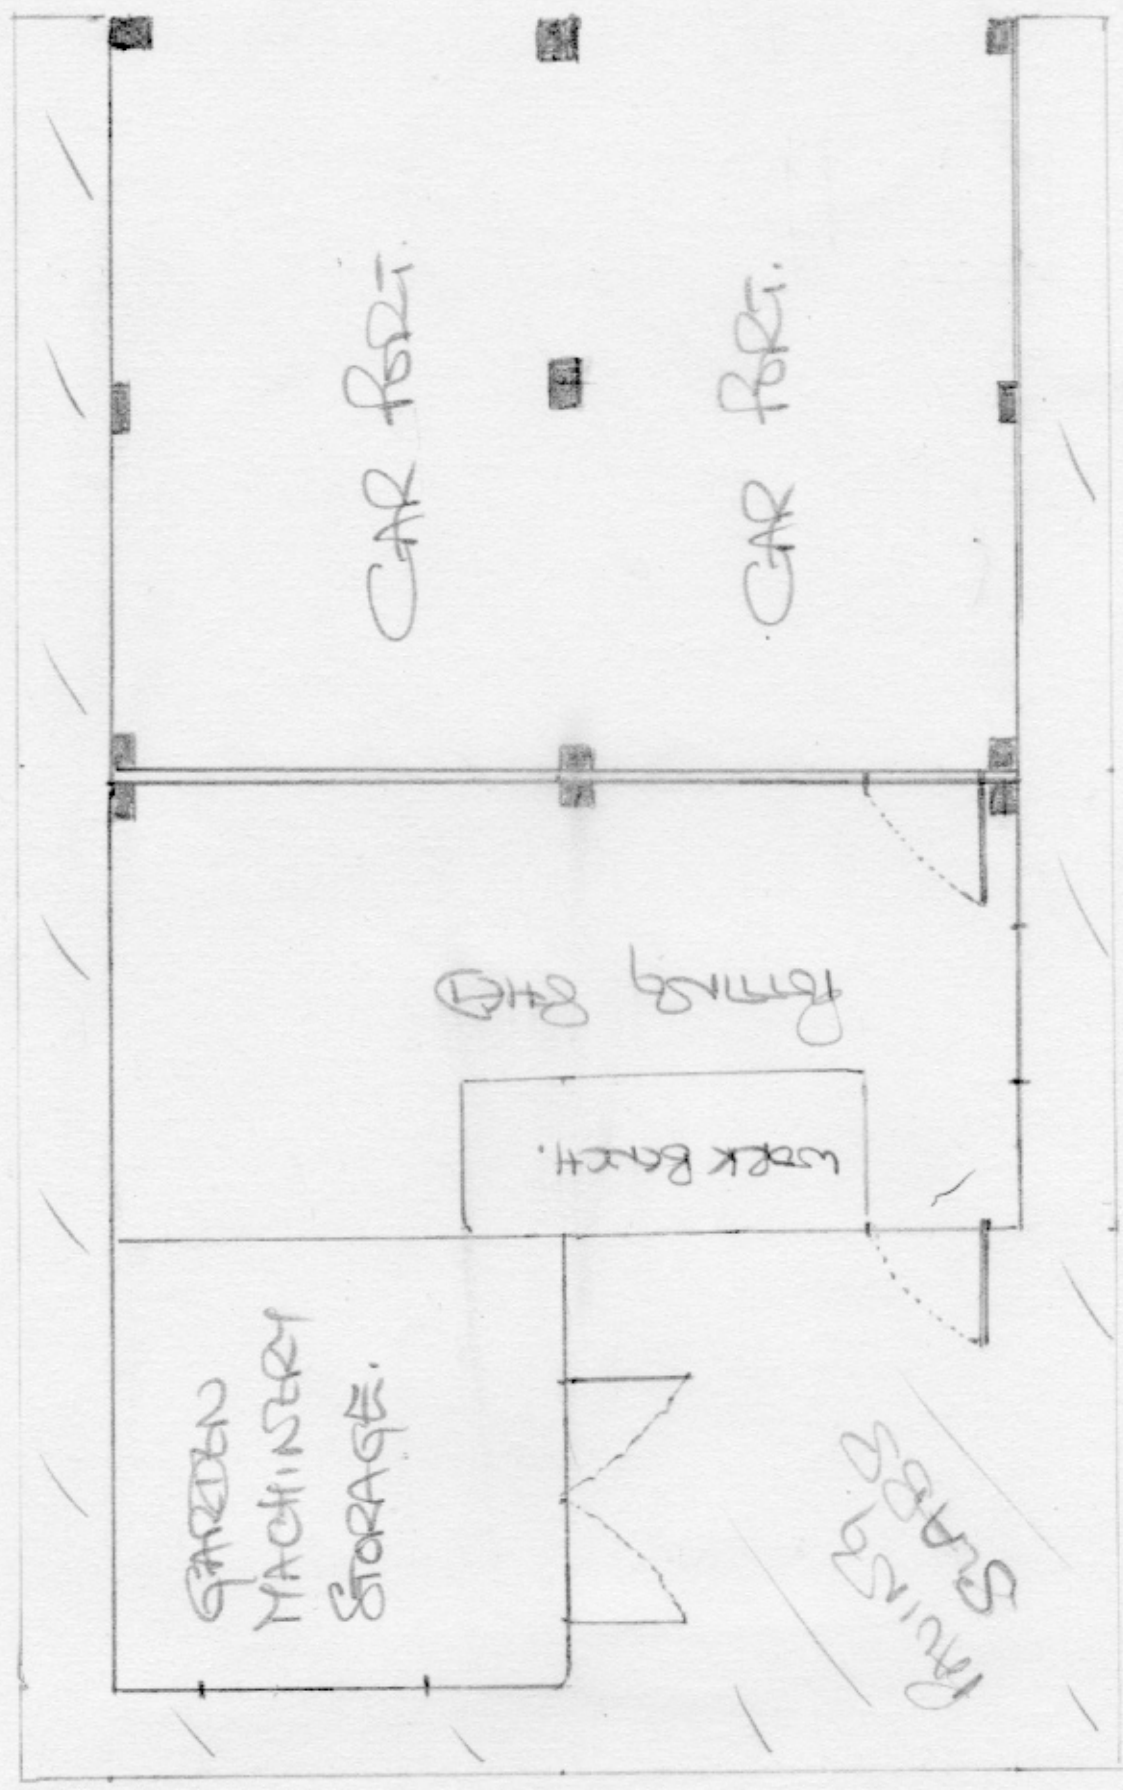 CAR PORT.
CAR PORT.
POTTING SHED
WORK BENCH.
GARDEN
MACHINERY
STORAGE.
PAVING
SLABS